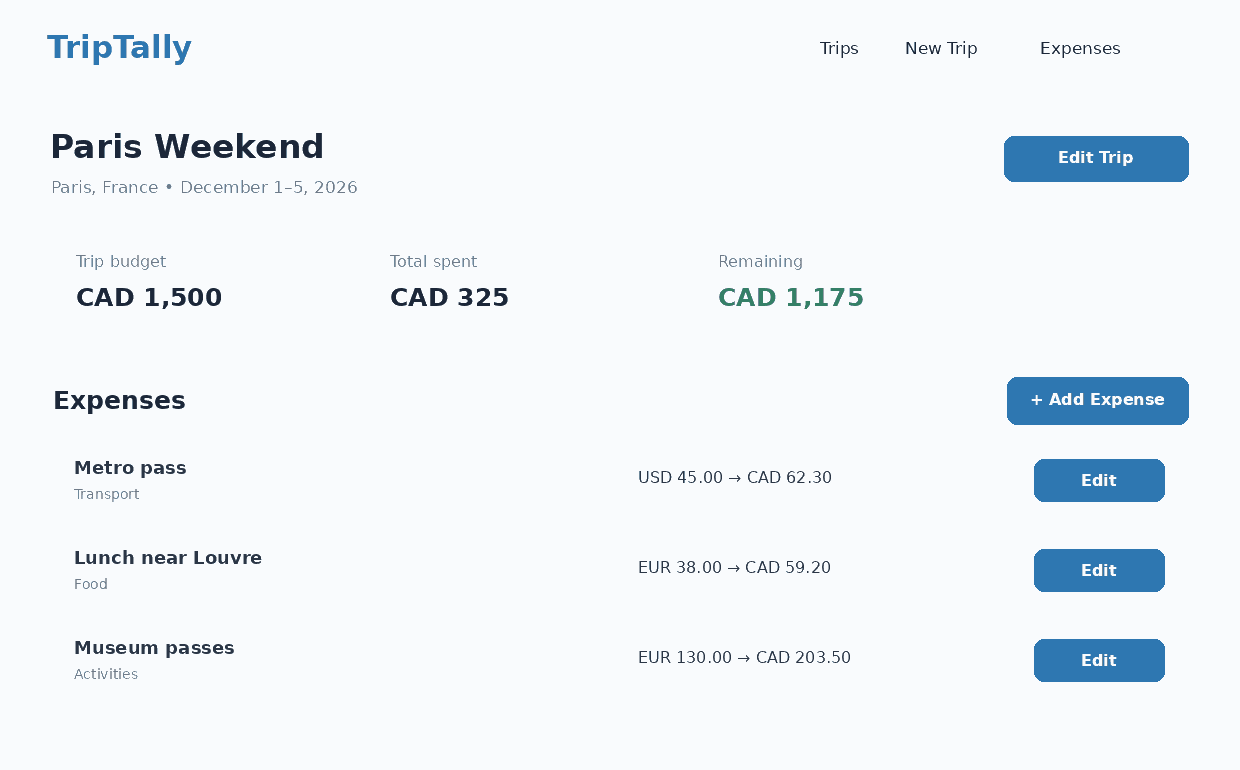 TripTally
Trips New Trip Expenses
Paris Weekend
Edit Trip
Paris, France • December 1–5, 2026
Trip budget Total spent Remaining
CAD 1,500 CAD 325 CAD 1,175
Expenses
+ Add Expense
Metro pass
Transport
USD 45.00 → CAD 62.30
Edit
Lunch near Louvre
Food
EUR 38.00 → CAD 59.20
Edit
Museum passes
Activities
EUR 130.00 → CAD 203.50
Edit